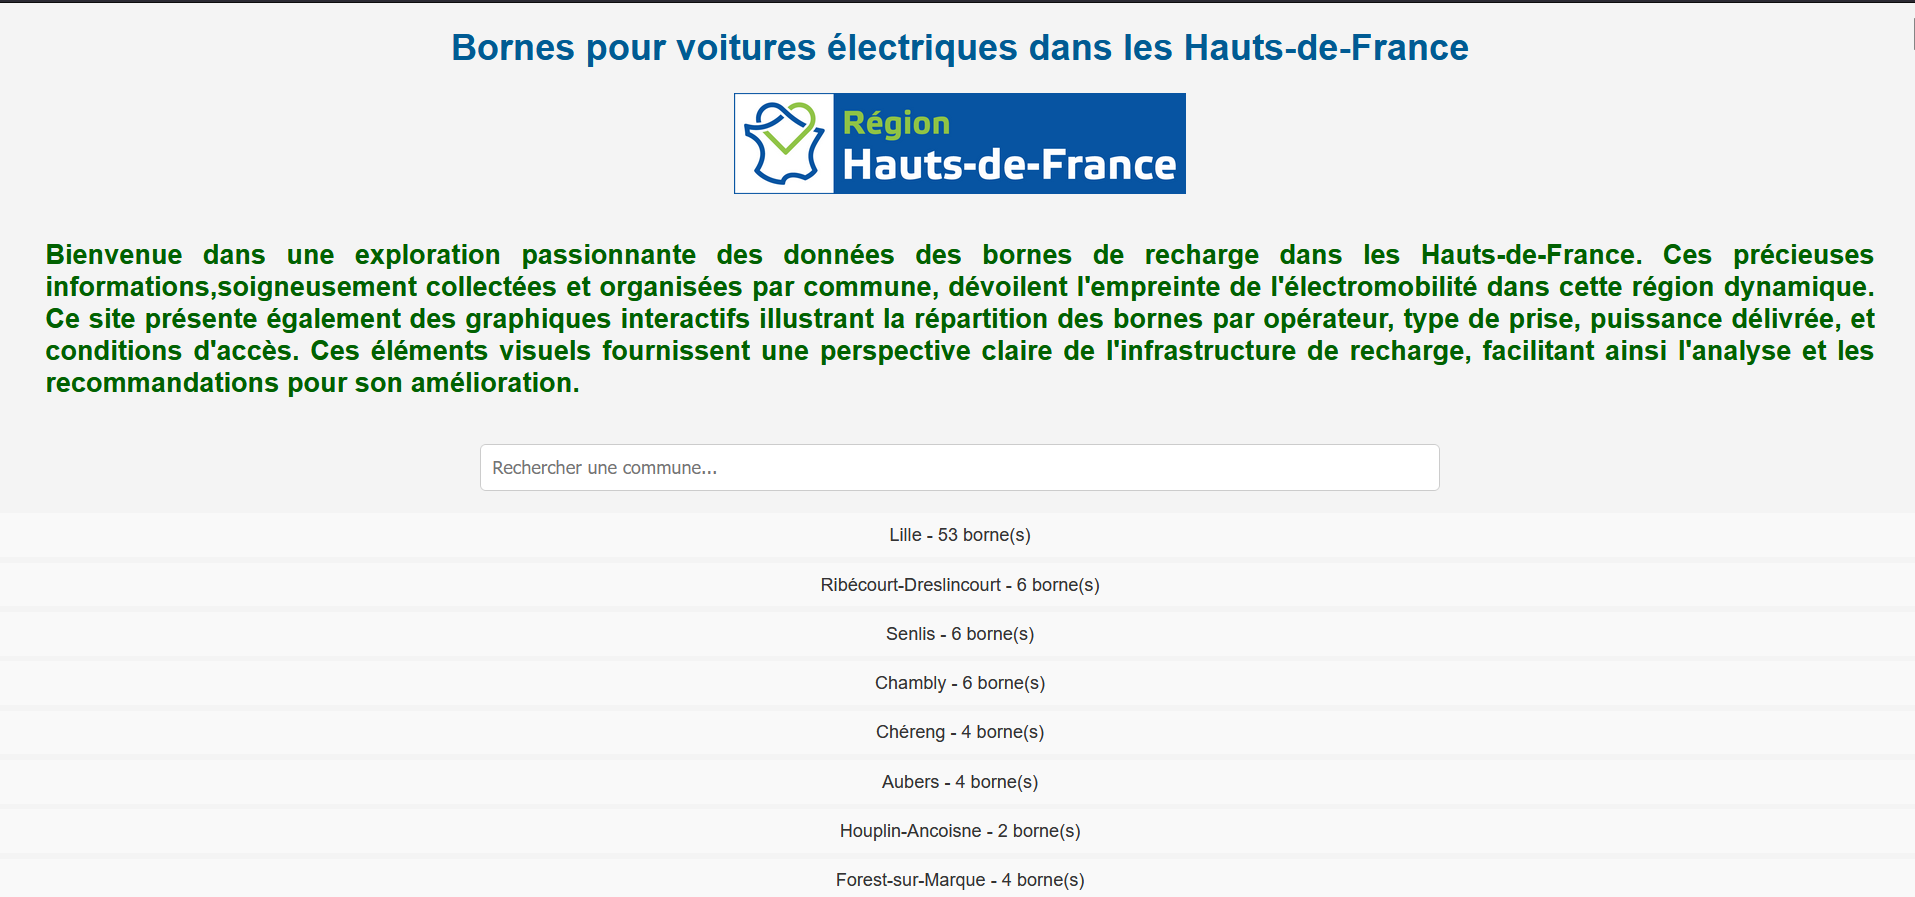 Bornes pour voitures électriques dans les Hauts-de-France
Région
Hauts-de-France
Bienvenue dans une exploration passionnante des données des bornes de recharge dans les Hauts-de-France. Ces précieuses
informations,soigneusement collectées et organisées par commune, dévoilent l'empreinte de l'électromobilité dans cette région dynamique.
Ce site présente également des graphiques interactifs illustrant la répartition des bornes par opérateur, type de prise, puissance délivrée, et
conditions d'accès. Ces éléments visuels fournissent une perspective claire de l'infrastructure de recharge, facilitant ainsi l'analyse et les
recommandations pour son amélioration.
Rechercher une commune...
Lille - 53 borne(s)
Ribécourt-Dreslincourt - 6 borne(s)
Senlis - 6 borne(s)
Chambly - 6 borne(s)
Chéreng - 4 borne(s)
Aubers - 4 borne(s)
Houplin-Ancoisne - 2 borne(s)
Forest-sur-Marque - 4 borne(s)